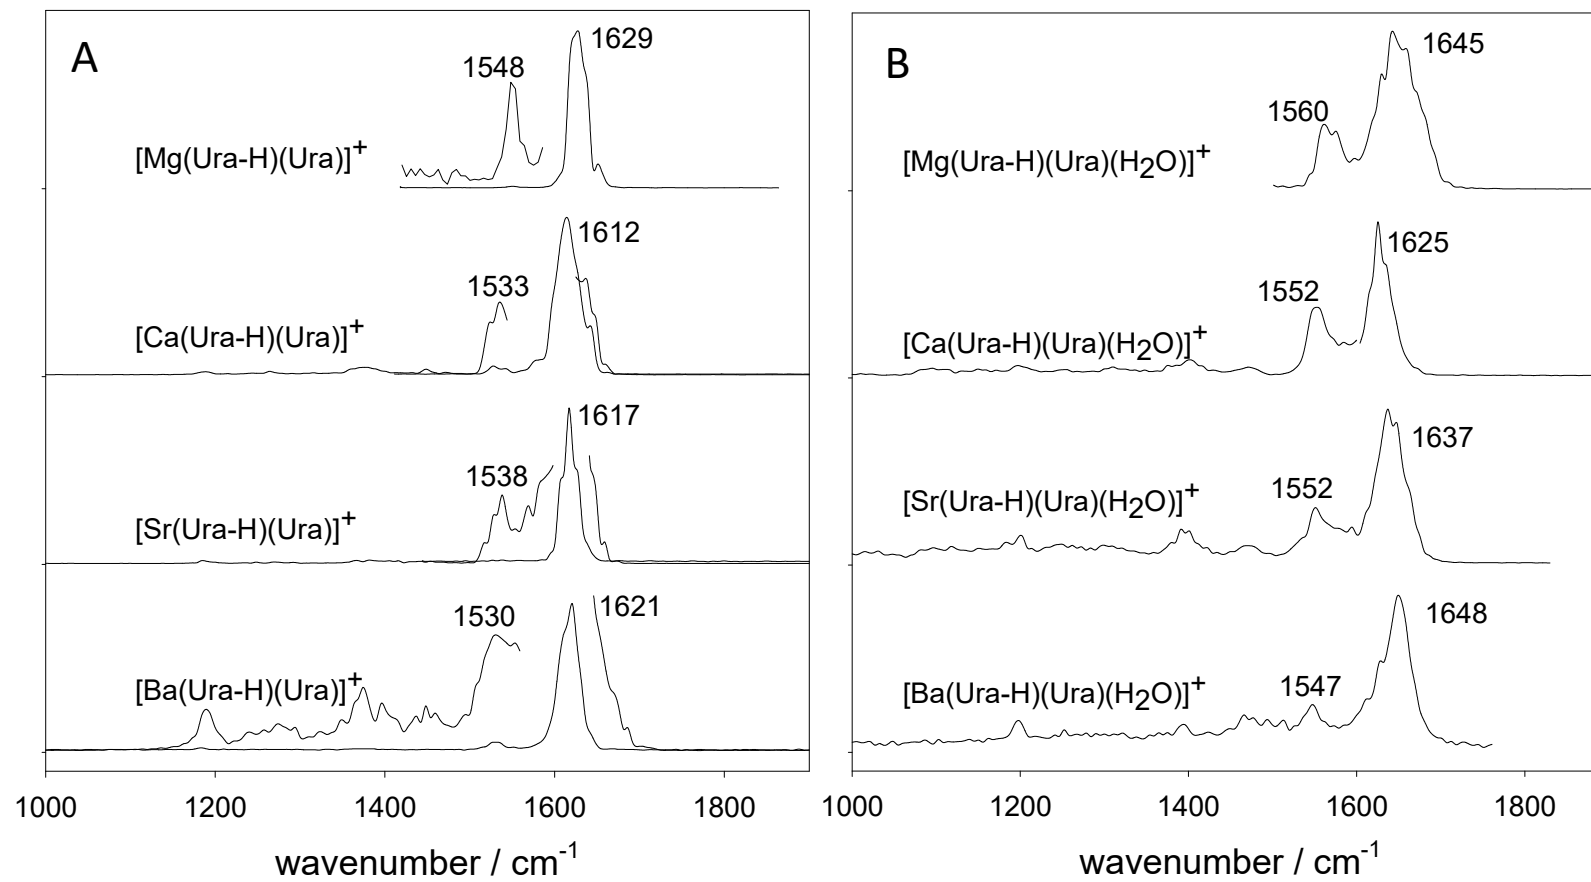 A
1629
1548
[Mg(Ura-H)(Ura)]⁺
1612
1533
[Ca(Ura-H)(Ura)]⁺
1617
1538
[Sr(Ura-H)(Ura)]⁺
1621
1530
[Ba(Ura-H)(Ura)]⁺
1000 1200 1400 1600 1800
wavenumber / cm⁻¹
B
1645
1560
[Mg(Ura-H)(Ura)(H₂O)]⁺
1625
1552
[Ca(Ura-H)(Ura)(H₂O)]⁺
1637
1552
[Sr(Ura-H)(Ura)(H₂O)]⁺
1648
1547
[Ba(Ura-H)(Ura)(H₂O)]⁺
1000 1200 1400 1600 1800
wavenumber / cm⁻¹